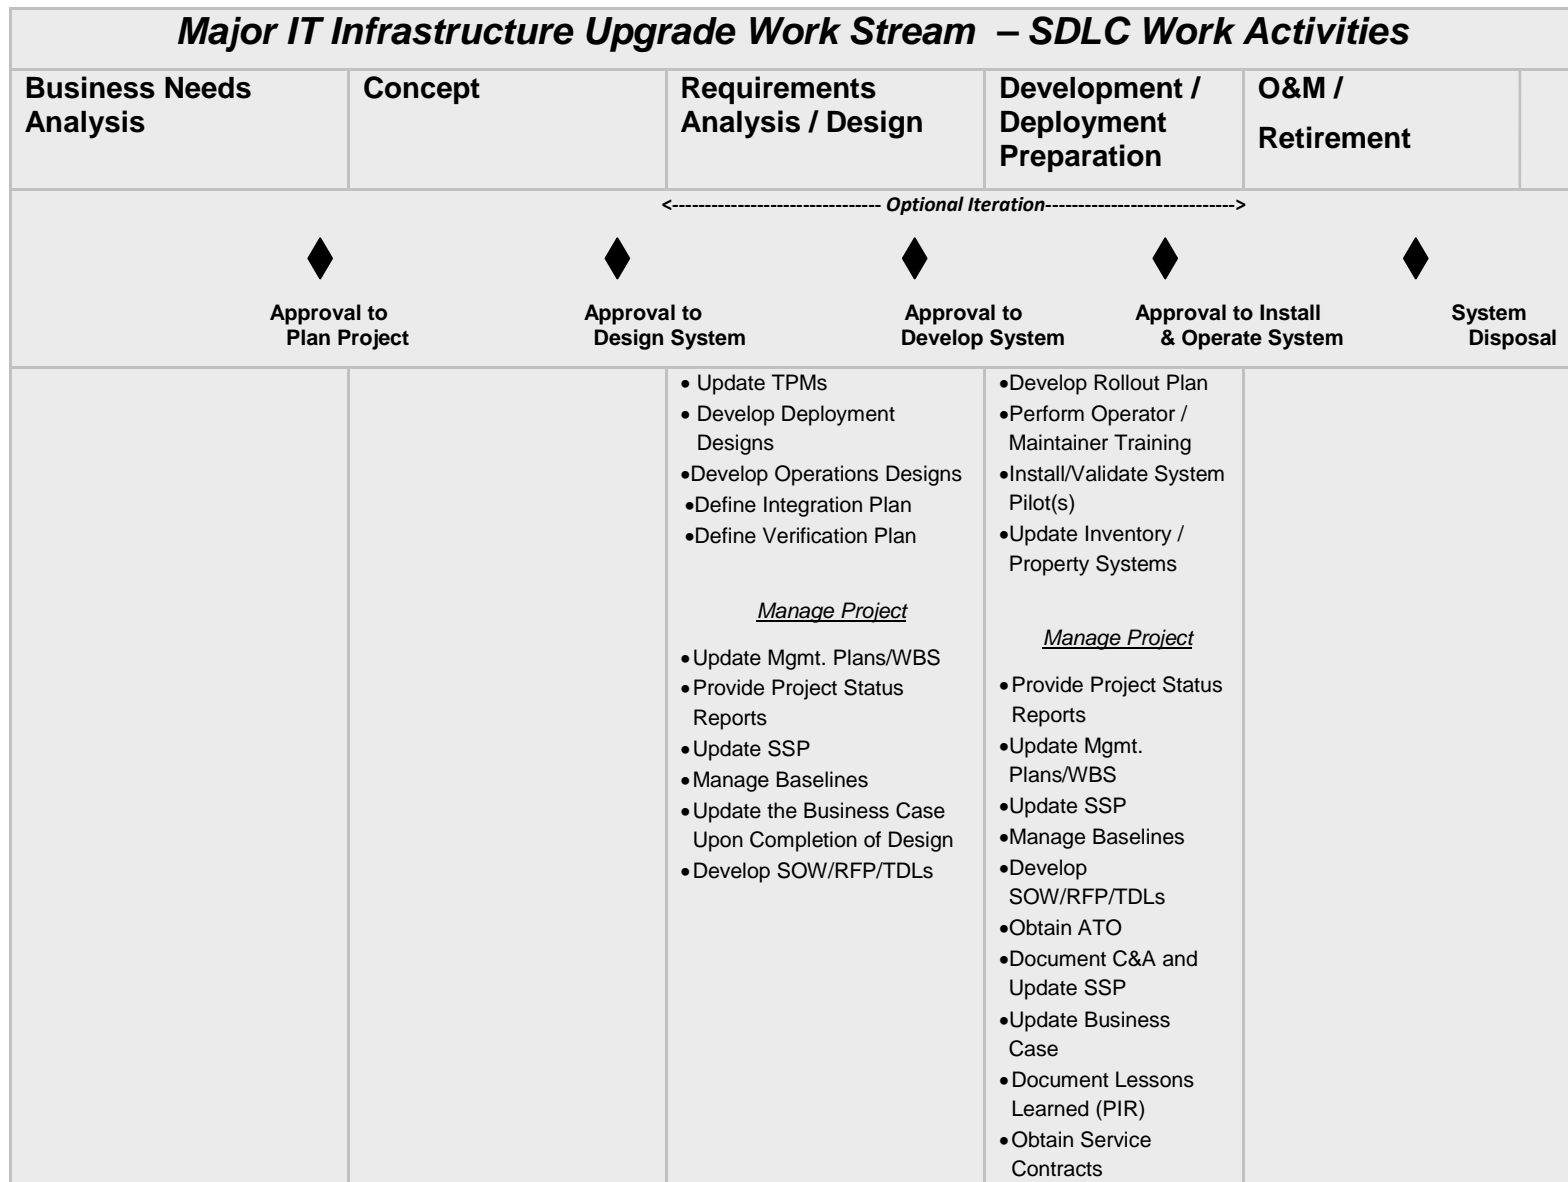 Major IT Infrastructure Upgrade Work Stream – SDLC Work Activities
Business Needs
Analysis
Concept
Requirements
Analysis / Design
Development /
Deployment
Preparation
O&M /
Retirement
<-------------------------------- Optional Iteration----------------------------->
Approval to
Plan Project
Approval to
Design System
Approval to
Develop System
Approval to Install
& Operate System
System
Disposal
• Update TPMs
• Develop Deployment
Designs
•Develop Operations Designs
•Define Integration Plan
•Define Verification Plan
Manage Project
•Update Mgmt. Plans/WBS
•Provide Project Status
Reports
•Update SSP
•Manage Baselines
•Update the Business Case
Upon Completion of Design
•Develop SOW/RFP/TDLs
•Develop Rollout Plan
•Perform Operator /
Maintainer Training
•Install/Validate System
Pilot(s)
•Update Inventory /
Property Systems
Manage Project
•Provide Project Status
Reports
•Update Mgmt.
Plans/WBS
•Update SSP
•Manage Baselines
•Develop
SOW/RFP/TDLs
•Obtain ATO
•Document C&A and
Update SSP
•Update Business
Case
•Document Lessons
Learned (PIR)
•Obtain Service
Contracts